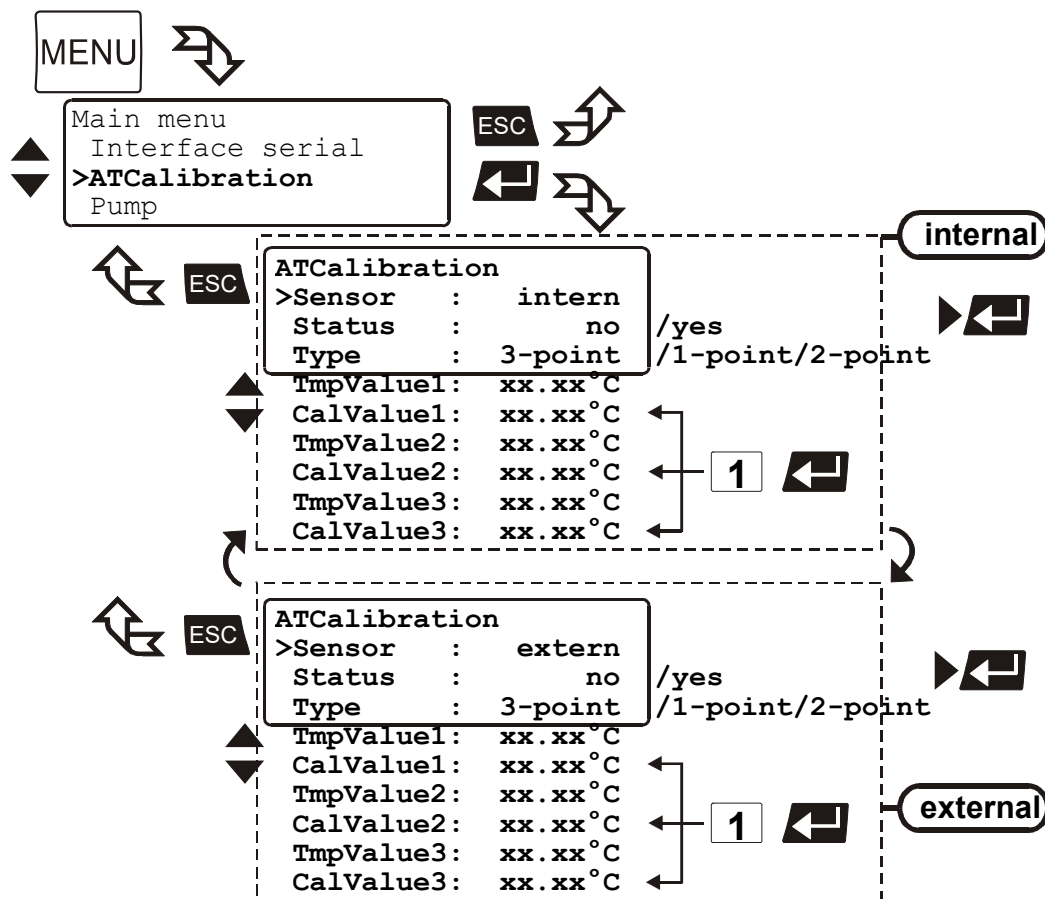 MENU
Main menu
Interface serial
>ATCalibration
Pump
ESC
internal
ESC
ATCalibration
>Sensor : intern
Status : no /yes
Type : 3-point /1-point/2-point
TmpValue1: xx.xx°C
CalValue1: xx.xx°C
TmpValue2: xx.xx°C
CalValue2: xx.xx°C
1
TmpValue3: xx.xx°C
CalValue3: xx.xx°C
ESC
ATCalibration
>Sensor : extern
Status : no /yes
Type : 3-point /1-point/2-point
TmpValue1: xx.xx°C
CalValue1: xx.xx°C
TmpValue2: xx.xx°C
CalValue2: xx.xx°C
1
external
TmpValue3: xx.xx°C
CalValue3: xx.xx°C